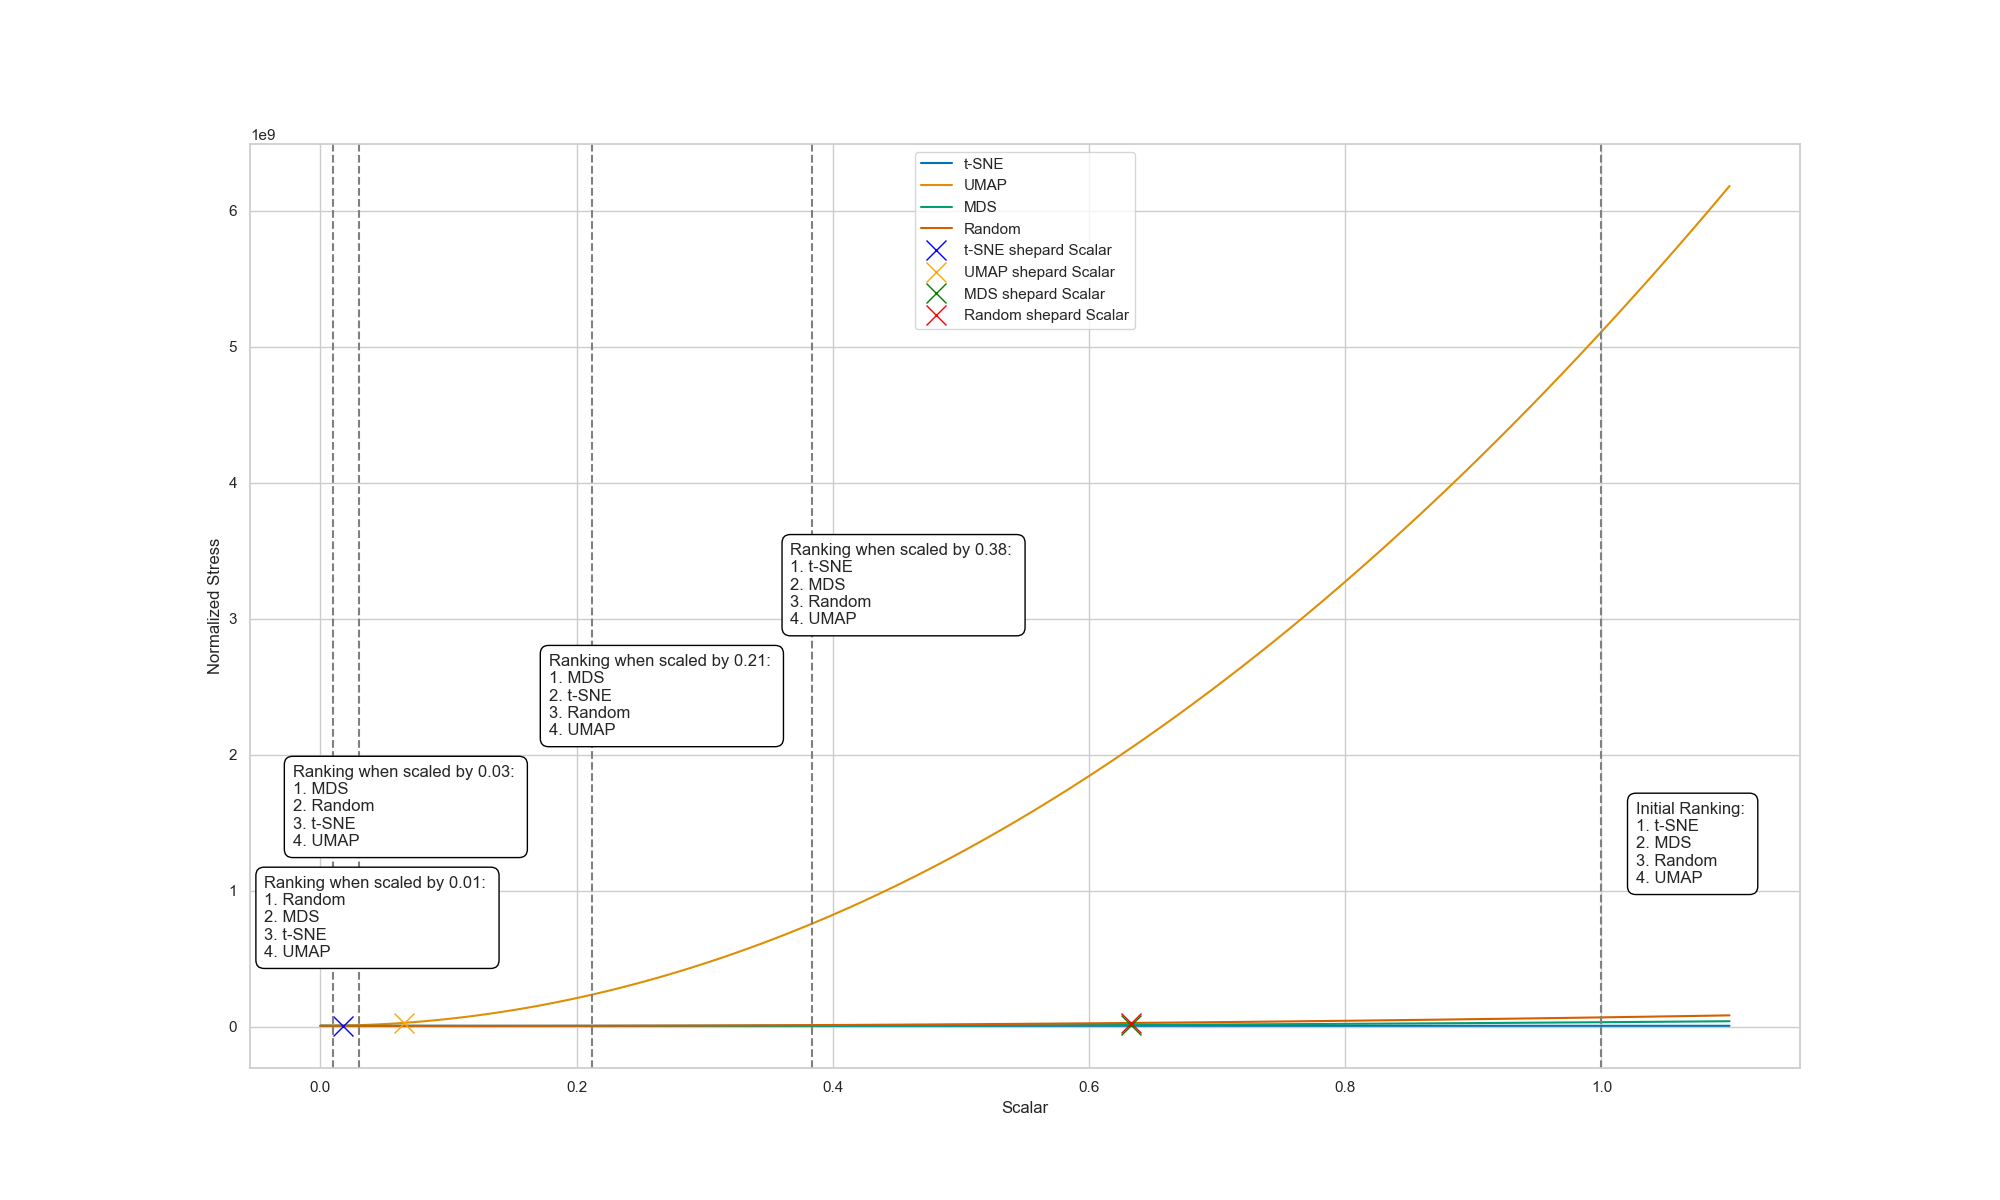 1e9
6
5
4
3
2
1
0
Normalized Stress
t-SNE
UMAP
MDS
Random
t-SNE shepard Scalar
UMAP shepard Scalar
MDS shepard Scalar
Random shepard Scalar
Ranking when scaled by 0.38:
1. t-SNE
2. MDS
3. Random
4. UMAP
Ranking when scaled by 0.21:
1. MDS
2. t-SNE
3. Random
4. UMAP
Ranking when scaled by 0.03:
1. MDS
2. Random
3. t-SNE
4. UMAP
Initial Ranking:
1. t-SNE
2. MDS
3. Random
4. UMAP
Ranking when scaled by 0.01:
1. Random
2. MDS
3. t-SNE
4. UMAP
0.0
0.2
0.4
0.6
0.8
1.0
Scalar